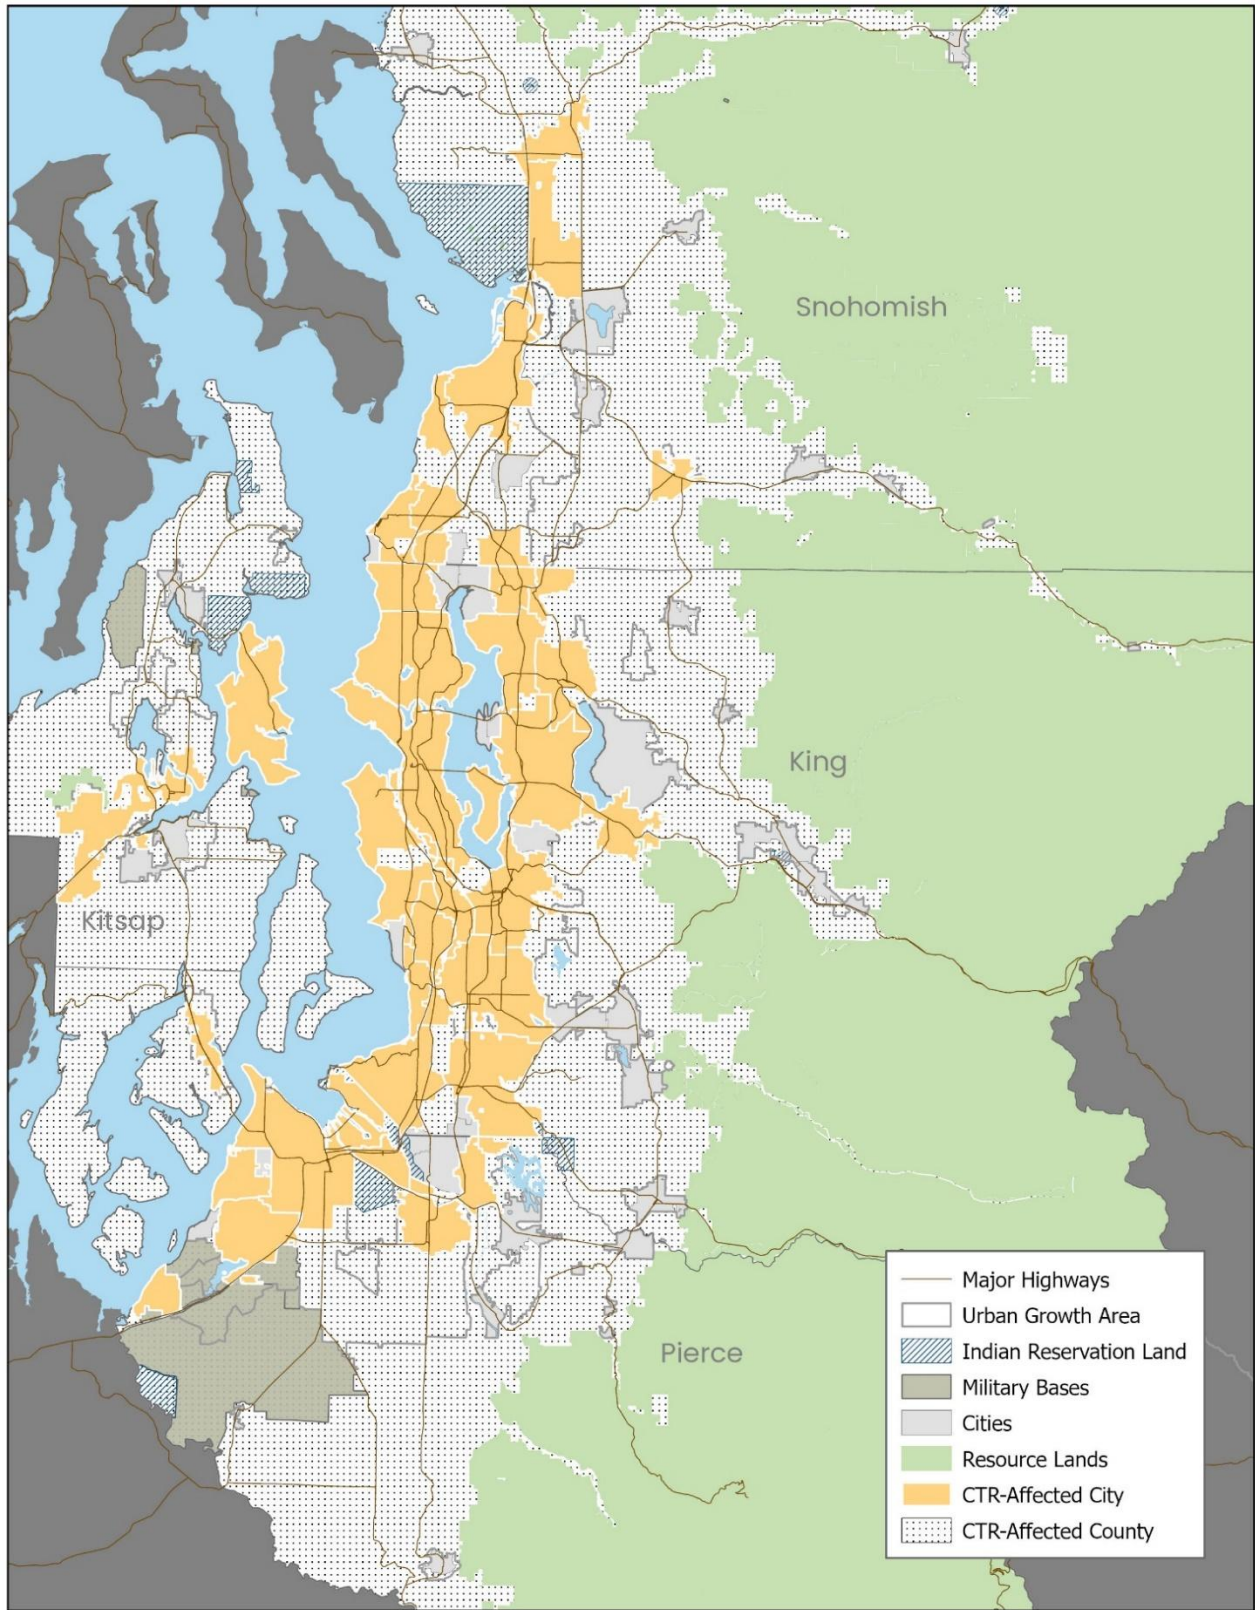 Snohomish
King
Kitsap
Pierce
Major Highways
Urban Growth Area
Indian Reservation Land
Military Bases
Cities
Resource Lands
CTR-Affected City
CTR-Affected County